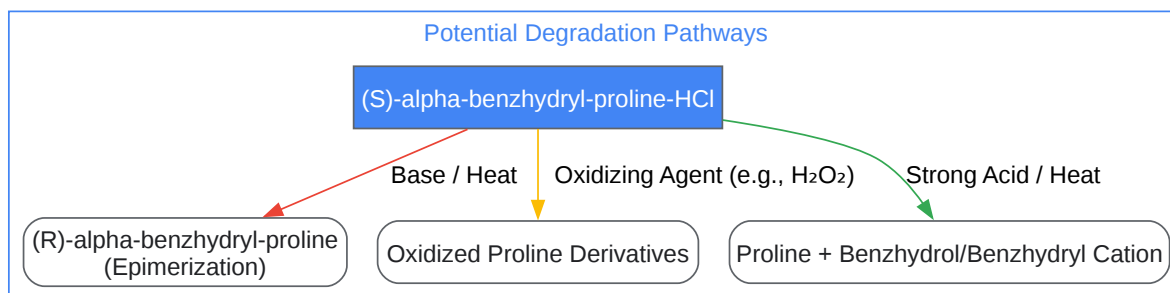 Potential Degradation Pathways
(S)-alpha-benzhydryl-proline-HCl
Base / Heat
Oxidizing Agent (e.g., H₂O₂)
Strong Acid / Heat
(R)-alpha-benzhydryl-proline
(Epimerization)
Oxidized Proline Derivatives
Proline + Benzhydrol/Benzhydryl Cation